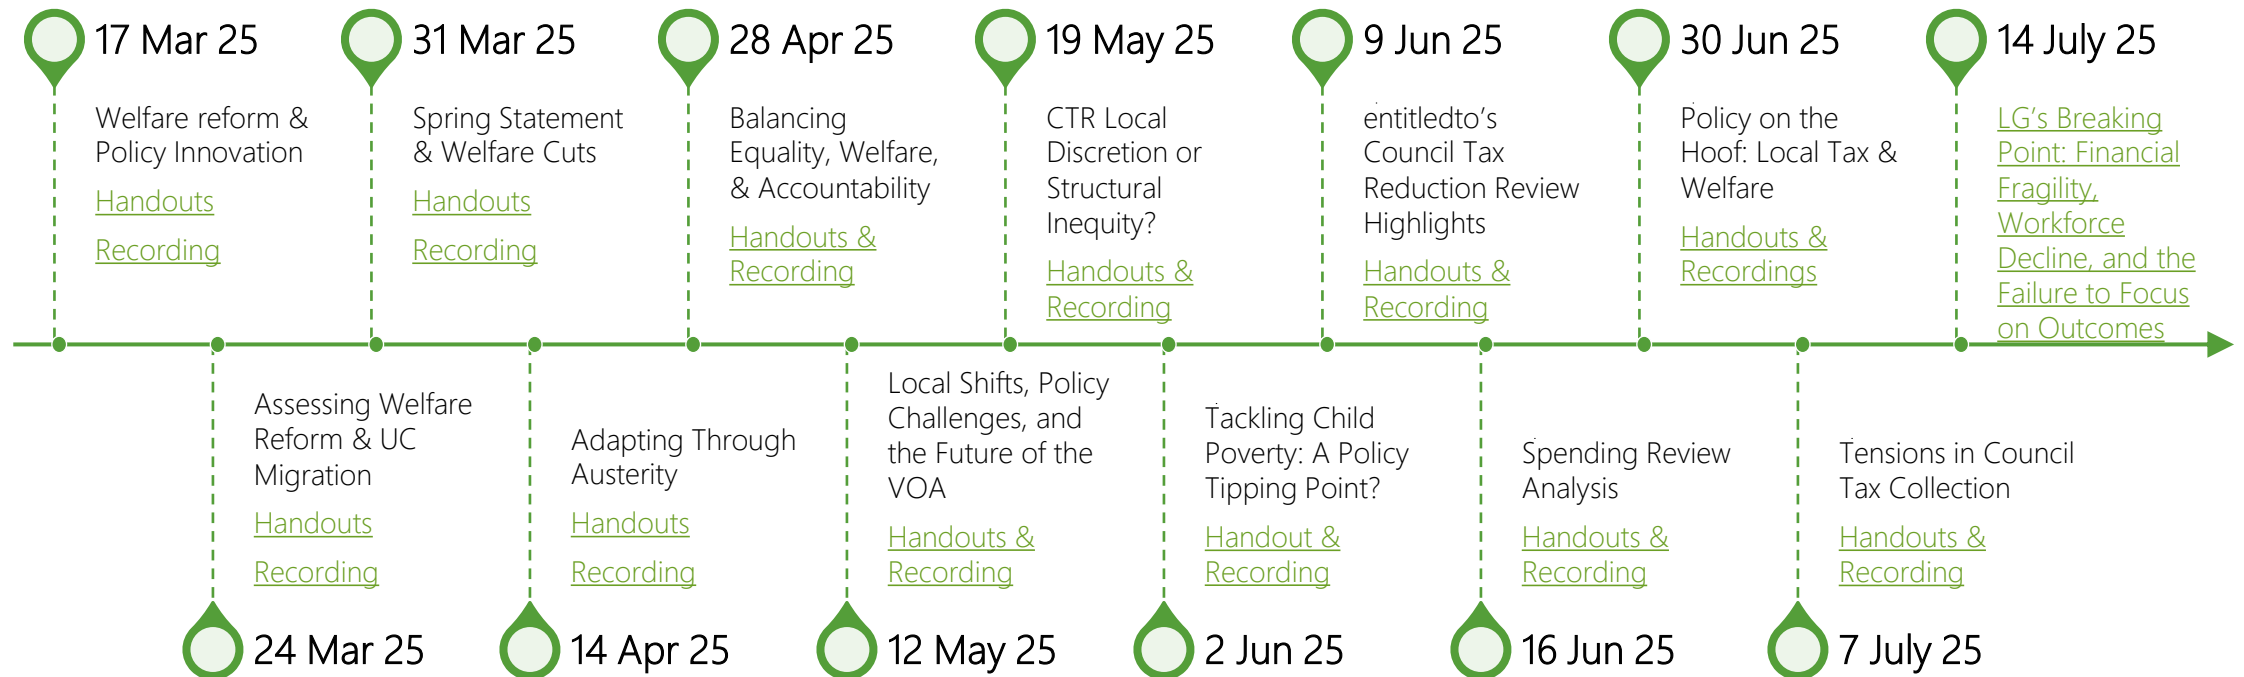 17 Mar 25
Welfare reform &
Policy Innovation
Handouts
Recording
31 Mar 25
Spring Statement
& Welfare Cuts
Handouts
Recording
28 Apr 25
Balancing
Equality, Welfare,
& Accountability
Handouts &
Recording
19 May 25
CTR Local
Discretion or
Structural
Inequity?
Handouts &
Recording
9 Jun 25
entitledto’s
Council Tax
Reduction Review
Highlights
Handouts &
Recording
30 Jun 25
Policy on the
Hoof: Local Tax &
Welfare
Handouts &
Recordings
14 July 25
LG’s Breaking
Point: Financial
Fragility,
Workforce
Decline, and the
Failure to Focus
on Outcomes
Assessing Welfare
Reform & UC
Migration
Handouts
Recording
24 Mar 25
Adapting Through
Austerity
Handouts
Recording
14 Apr 25
Local Shifts, Policy
Challenges, and
the Future of the
VOA
Handouts &
Recording
12 May 25
Tackling Child
Poverty: A Policy
Tipping Point?
Handout &
Recording
2 Jun 25
Spending Review
Analysis
Handouts &
Recording
16 Jun 25
Tensions in Council
Tax Collection
Handouts &
Recording
7 July 25